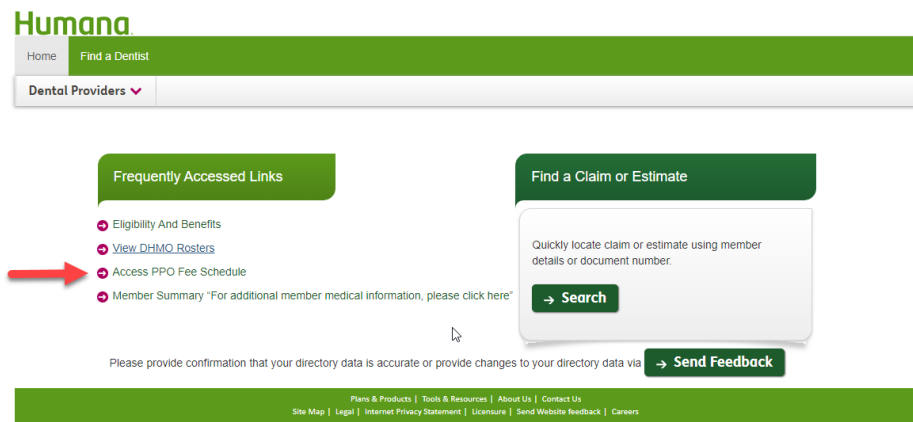 Humana.
Home Find a Dentist
Dental Providers
Frequently Accessed Links
Eligibility And Benefits
View DHMO Rosters
Access PPO Fee Schedule
Member Summary “For additional member medical information, please click here”
Find a Claim or Estimate
Quickly locate claim or estimate using member
details or document number.
→ Search
Please provide confirmation that your directory data is accurate or provide changes to your directory data via → Send Feedback
Plans & Products | Tools & Resources | About Us | Contact Us
Site Map | Legal | Internet Privacy Statement | Licensure | Send Website feedback | Careers